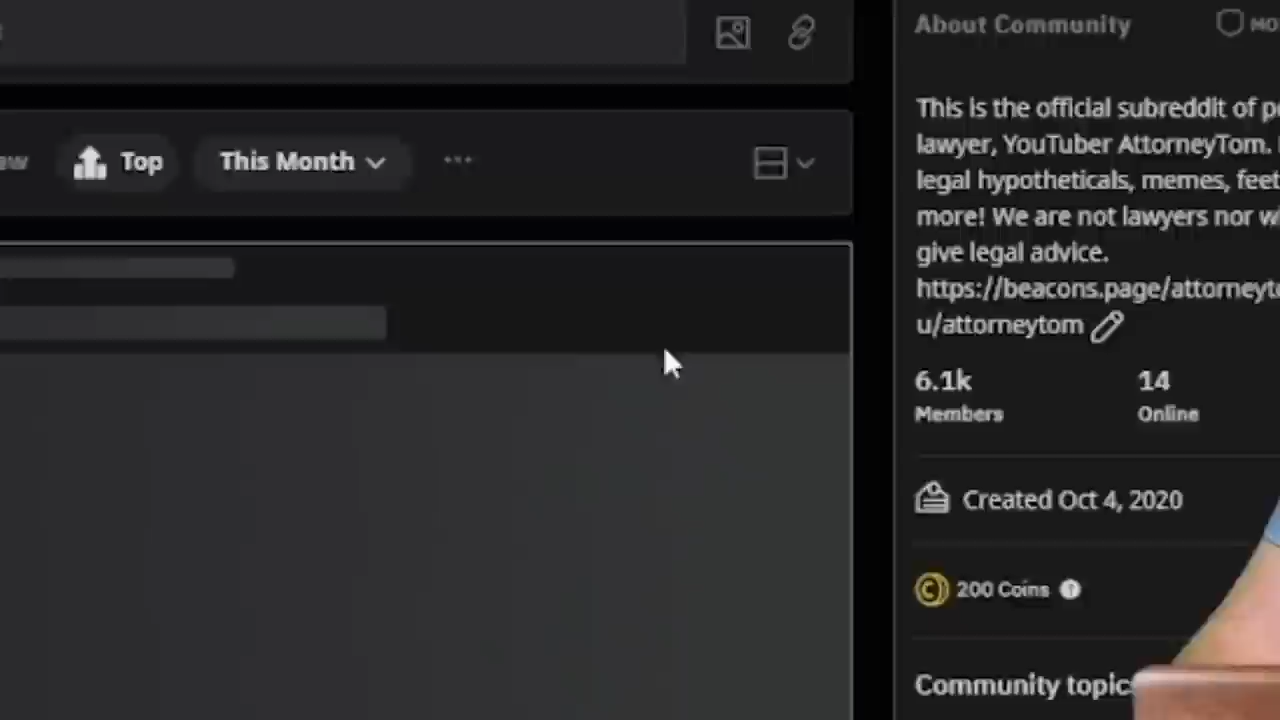 About Community
Top
This Month
This is the official subreddit of
lawyer, YouTuber AttorneyTom.
legal hypotheticals, memes, feet
more! We are not lawyers nor
give legal advice.
https://beacons.page/attorneyto
u/attorneytom
6.1k
14
Members
Online
Created Oct 4, 2020
200 Coins
Community topic